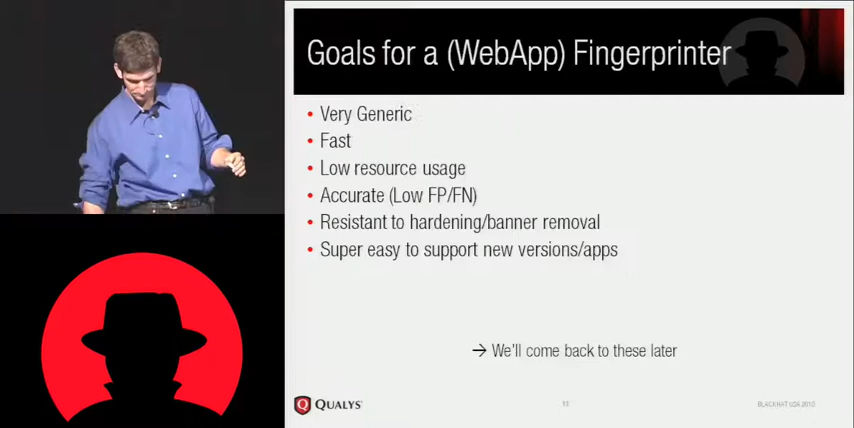 Goals for a (WebApp) Fingerprinter
• Very Generic
• Fast
• Low resource usage
• Accurate (Low FP/FN)
• Resistant to hardening/banner removal
• Super easy to support new versions/apps
→ We'll come back to these later
QUALYS
11
BLACKHAT USA 2010